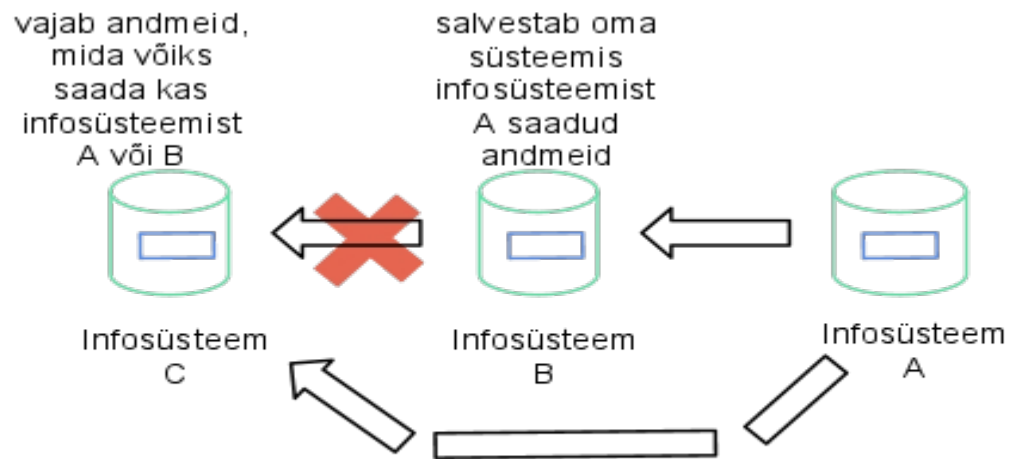 vajab andmeid,
mida võiks
saada kas
infosüsteemist
A või B
salvestab oma
süsteemis
infosüsteemist
A saadud
andmeid
Infosüsteem
C
Infosüsteem
B
Infosüsteem
A